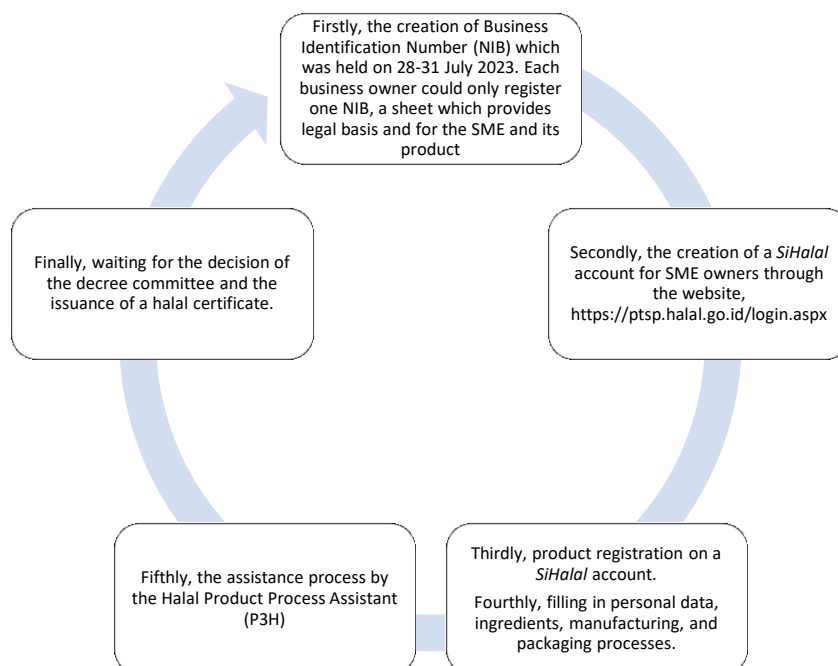 Firstly, the creation of Business
Identification Number (NIB) which
was held on 28-31 July 2023. Each
business owner could only register
one NIB, a sheet which provides
legal basis and for the SME and its
product
Secondly, the creation of a SiHalal
account for SME owners through
the website,
https://ptsp.halal.go.id/login.aspx
Thirdly, product registration on a
SiHalal account.
Fourthly, filling in personal data,
ingredients, manufacturing, and
packaging processes.
Fifthly, the assistance process by
the Halal Product Process Assistant
(P3H)
Finally, waiting for the decision of
the decree committee and the
issuance of a halal certificate.